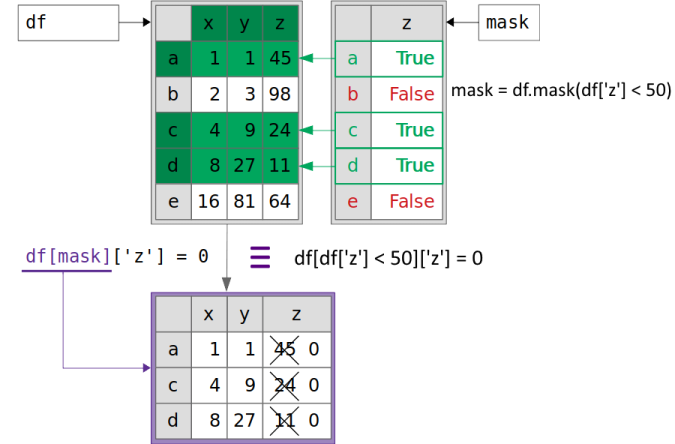 df
x y z
a 1 1 45
b 2 3 98
c 4 9 24
d 8 27 11
e 16 81 64
z
a True
b False
c True
d True
e False
mask
mask = df.mask(df['z'] < 50)
df[mask]['z'] = 0 ≡ df[df['z'] < 50]['z'] = 0
x y z
a 1 1 45 0
c 4 9 24 0
d 8 27 11 0